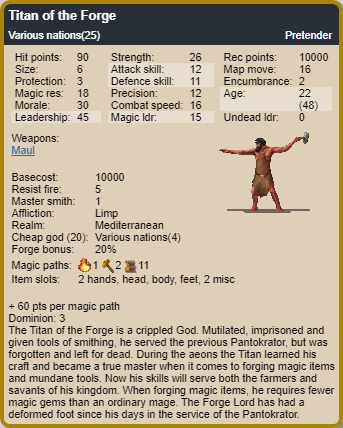 Titan of the Forge
Various nations(25) Pretender
Hit points: 90 Strength: 26 Rec points: 10000
Size: 6 Attack skill: 12 Map move: 16
Protection: 3 Defence skill: 11 Encumbrance: 2
Magic res: 18 Precision: 12 Age: 22
Morale: 30 Combat speed: 16 (48)
Leadership: 45 Magic ldr: 15 Undead ldr: 0
Weapons:
Maul
Basecost: 10000
Resist fire: 5
Master smith: 1
Affliction: Limp
Realm: Mediterranean
Cheap god (20): Various nations(4)
Forge bonus: 20%
Magic paths: 1 2 11
Item slots: 2 hands, head, body, feet, 2 misc
+ 60 pts per magic path
Dominion: 3
The Titan of the Forge is a crippled God. Mutilated, imprisoned and
given tools of smithing, he served the previous Pantokrator, but was
forgotten and left for dead. During the aeons the Titan learned his
craft and became a true master when it comes to forging magic items
and mundane tools. Now his skills will serve both the farmers and
savants of his kingdom. When forging magic items, he requires fewer
magic gems than an ordinary mage. The Forge Lord has had a
deformed foot since his days in the service of the Pantokrator.